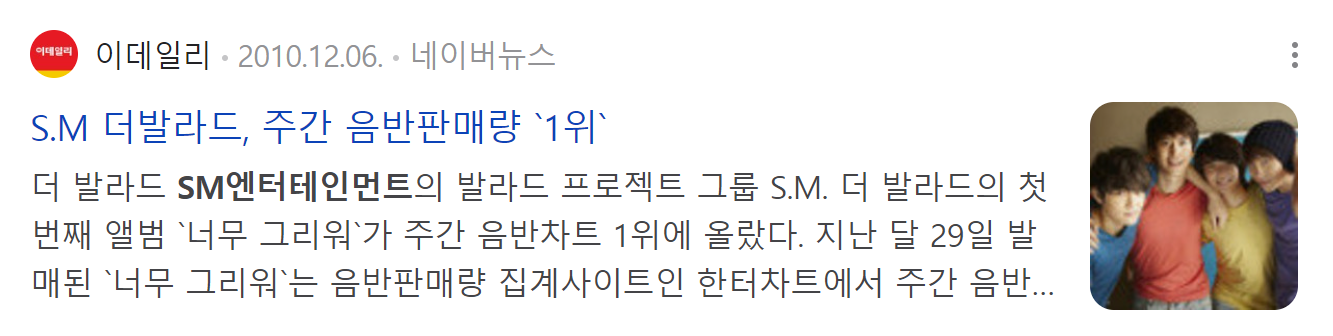 이데일리
이데일리 · 2010.12.06. · 네이버뉴스
S.M 더발라드, 주간 음반판매량 `1위`
더 발라드 SM엔터테인먼트의 발라드 프로젝트 그룹 S.M. 더 발라드의 첫
번째 앨범 `너무 그리워`가 주간 음반차트 1위에 올랐다. 지난 달 29일 발
매된 `너무 그리워`는 음반판매량 집계사이트인 한터차트에서 주간 음반...